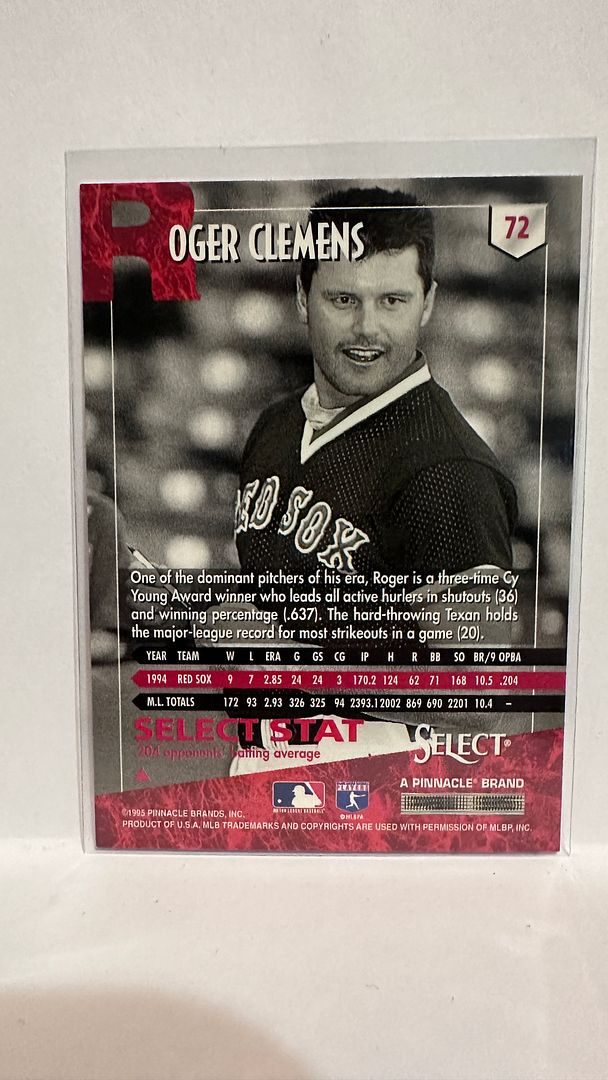 ROGER CLEMENS
72
RED SOX
One of the dominant pitchers of his era, Roger is a three-time Cy
Young Award winner who leads all active hurlers in shutouts (36)
and winning percentage (.637). The hard-throwing Texan holds
the major-league record for most strikeouts in a game (20).
YEAR TEAM W L ERA G GS CG IP H R BB SO BR/9 OPBA
1994 RED SOX 9 7 2.85 24 24 3 170.2 124 62 71 168 10.5 .204
M.L. TOTALS 172 93 2.93 326 325 94 2393.1 2002 869 690 2201 10.4 –
SELECT STAT
.204 opponents' batting average
SELECT®
A PINNACLE® BRAND
MAJOR LEAGUE BASEBALL
PLAYERS
©MLBPA
©1995 PINNACLE BRANDS, INC.
PRODUCT OF U.S.A. MLB TRADEMARKS AND COPYRIGHTS ARE USED WITH PERMISSION OF MLBP, INC.